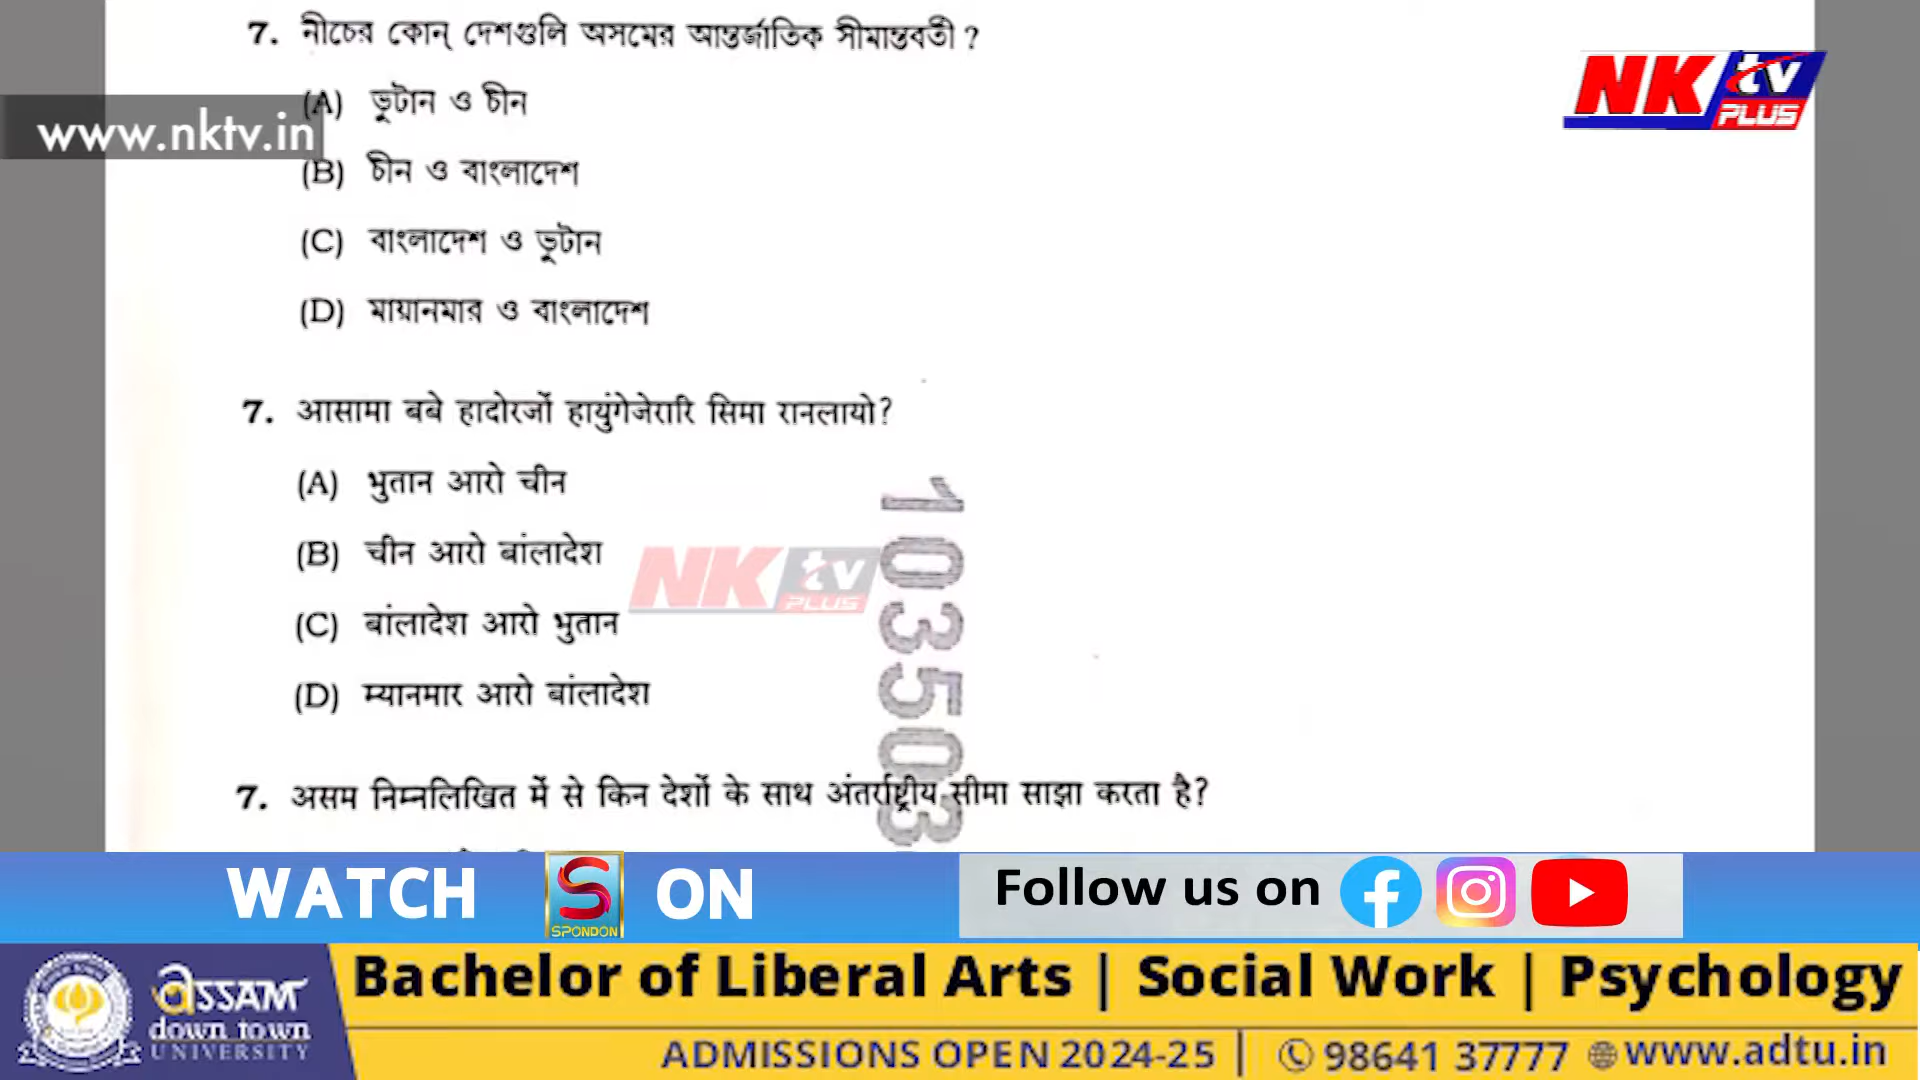 7. নীচের কোন্ দেশগুলি অসমের আন্তর্জাতিক সীমান্তবর্তী ?
(A) ভুটান ও চীন
(B) চীন ও বাংলাদেশ
(C) বাংলাদেশ ও ভুটান
(D) মায়ানমার ও বাংলাদেশ
www.nktv.in
NK tv PLUS
7. आसामा बबे हादोरजों हायुंगेजेरारि सिमा रानलायो?
(A) भुतान आरो चीन
(B) चीन आरो बांलादेश
(C) बांलादेश आरो भुतान
(D) म्यानमार आरो बांलादेश
NK tv PLUS
103503
7. असम निम्नलिखित में से किन देशों के साथ अंतर्राष्ट्रीय सीमा साझा करता है?
WATCH S SPONDON ON
Follow us on
ASSAM
down town
UNIVERSITY
Bachelor of Liberal Arts | Social Work | Psychology
ADMISSIONS OPEN 2024-25 | 98641 37777 www.adtu.in